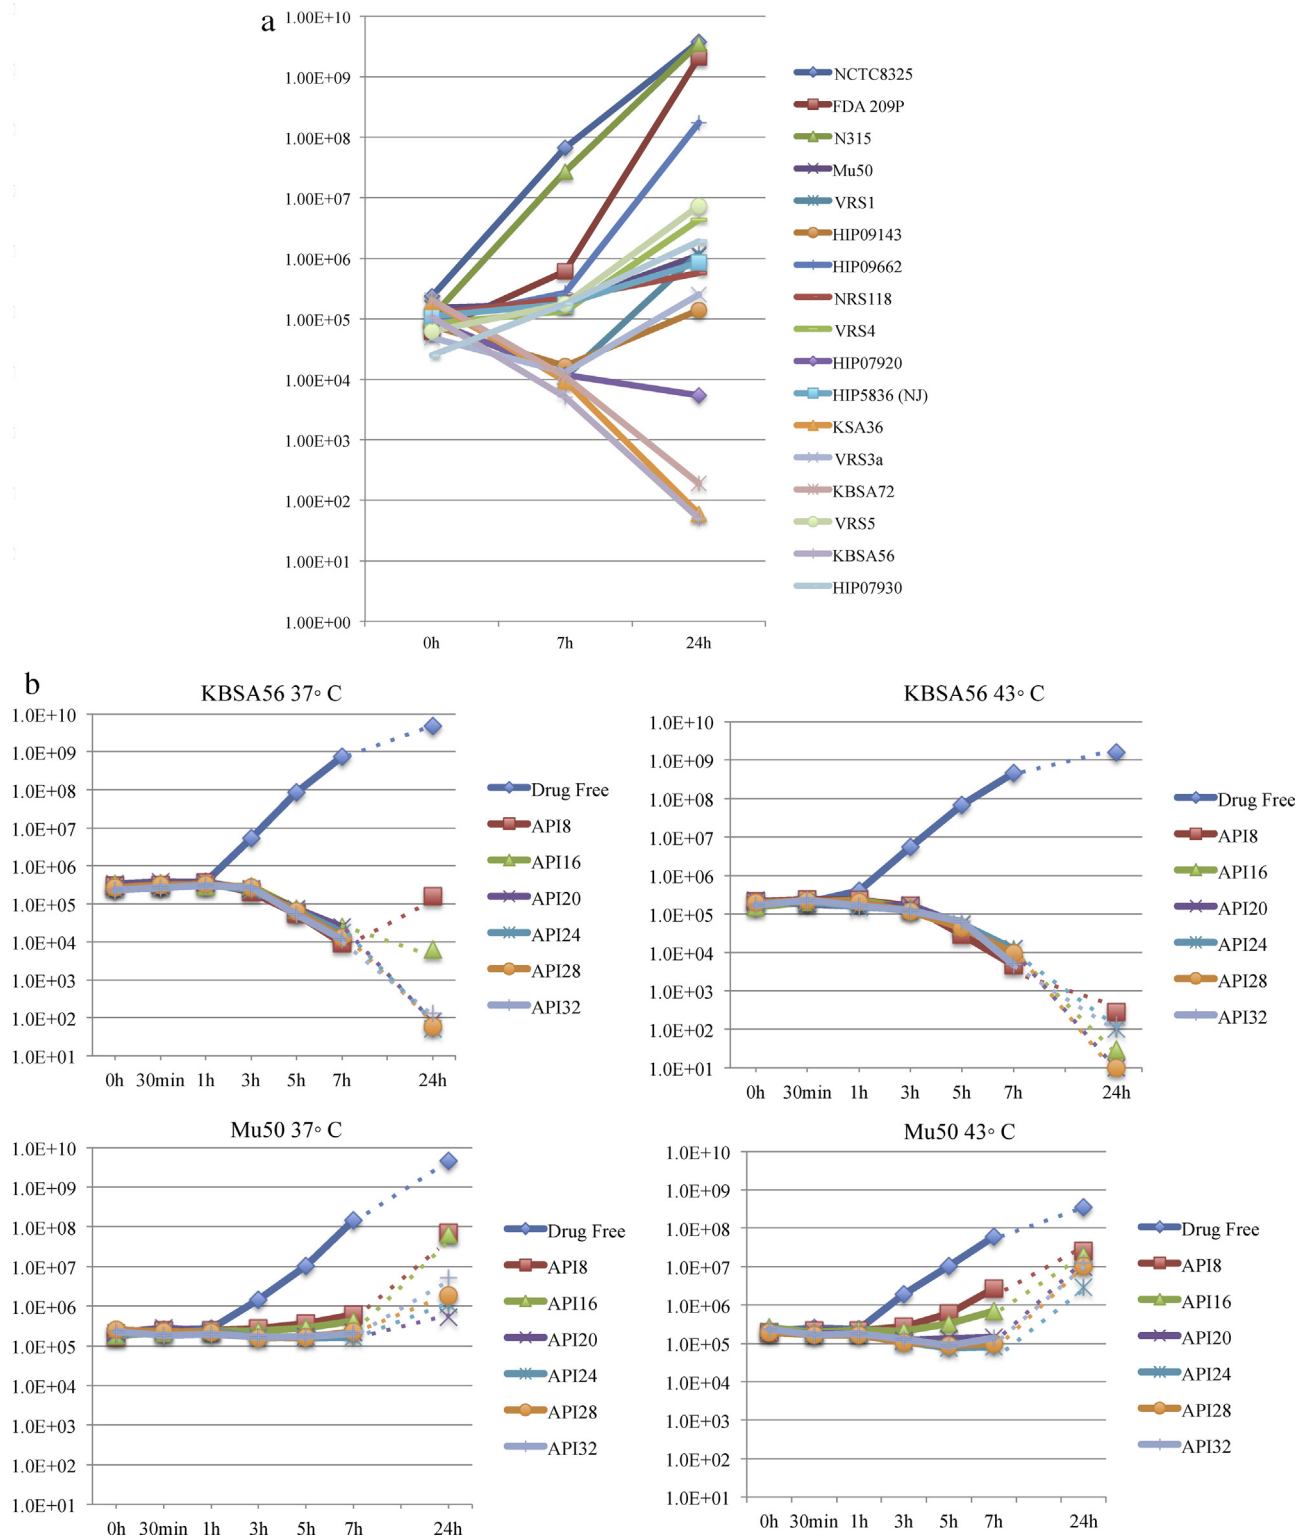 a
1.00E+10
1.00E+09
1.00E+08
1.00E+07
1.00E+06
1.00E+05
1.00E+04
1.00E+03
1.00E+02
1.00E+01
1.00E+00
0h 7h 24h
NCTC8325
FDA 209P
N315
Mu50
VRS1
HIP09143
HIP09662
NRS118
VRS4
HIP07920
HIP5836 (NJ)
KSA36
VRS3a
KBSA72
VRS5
KBSA56
HIP07930
b
KBSA56 37◦ C
1.0E+10
1.0E+09
1.0E+08
1.0E+07
1.0E+06
1.0E+05
1.0E+04
1.0E+03
1.0E+02
1.0E+01
0h 30min 1h 3h 5h 7h 24h
Drug Free
API8
API16
API20
API24
API28
API32
KBSA56 43◦ C
1.0E+10
1.0E+09
1.0E+08
1.0E+07
1.0E+06
1.0E+05
1.0E+04
1.0E+03
1.0E+02
1.0E+01
0h 30min 1h 3h 5h 7h 24h
Drug Free
API8
API16
API20
API24
API28
API32
Mu50 37◦ C
1.0E+10
1.0E+09
1.0E+08
1.0E+07
1.0E+06
1.0E+05
1.0E+04
1.0E+03
1.0E+02
1.0E+01
0h 30min 1h 3h 5h 7h 24h
Drug Free
API8
API16
API20
API24
API28
API32
Mu50 43◦ C
1.0E+10
1.0E+09
1.0E+08
1.0E+07
1.0E+06
1.0E+05
1.0E+04
1.0E+03
1.0E+02
1.0E+01
0h 30min 1h 3h 5h 7h 24h
Drug Free
API8
API16
API20
API24
API28
API32